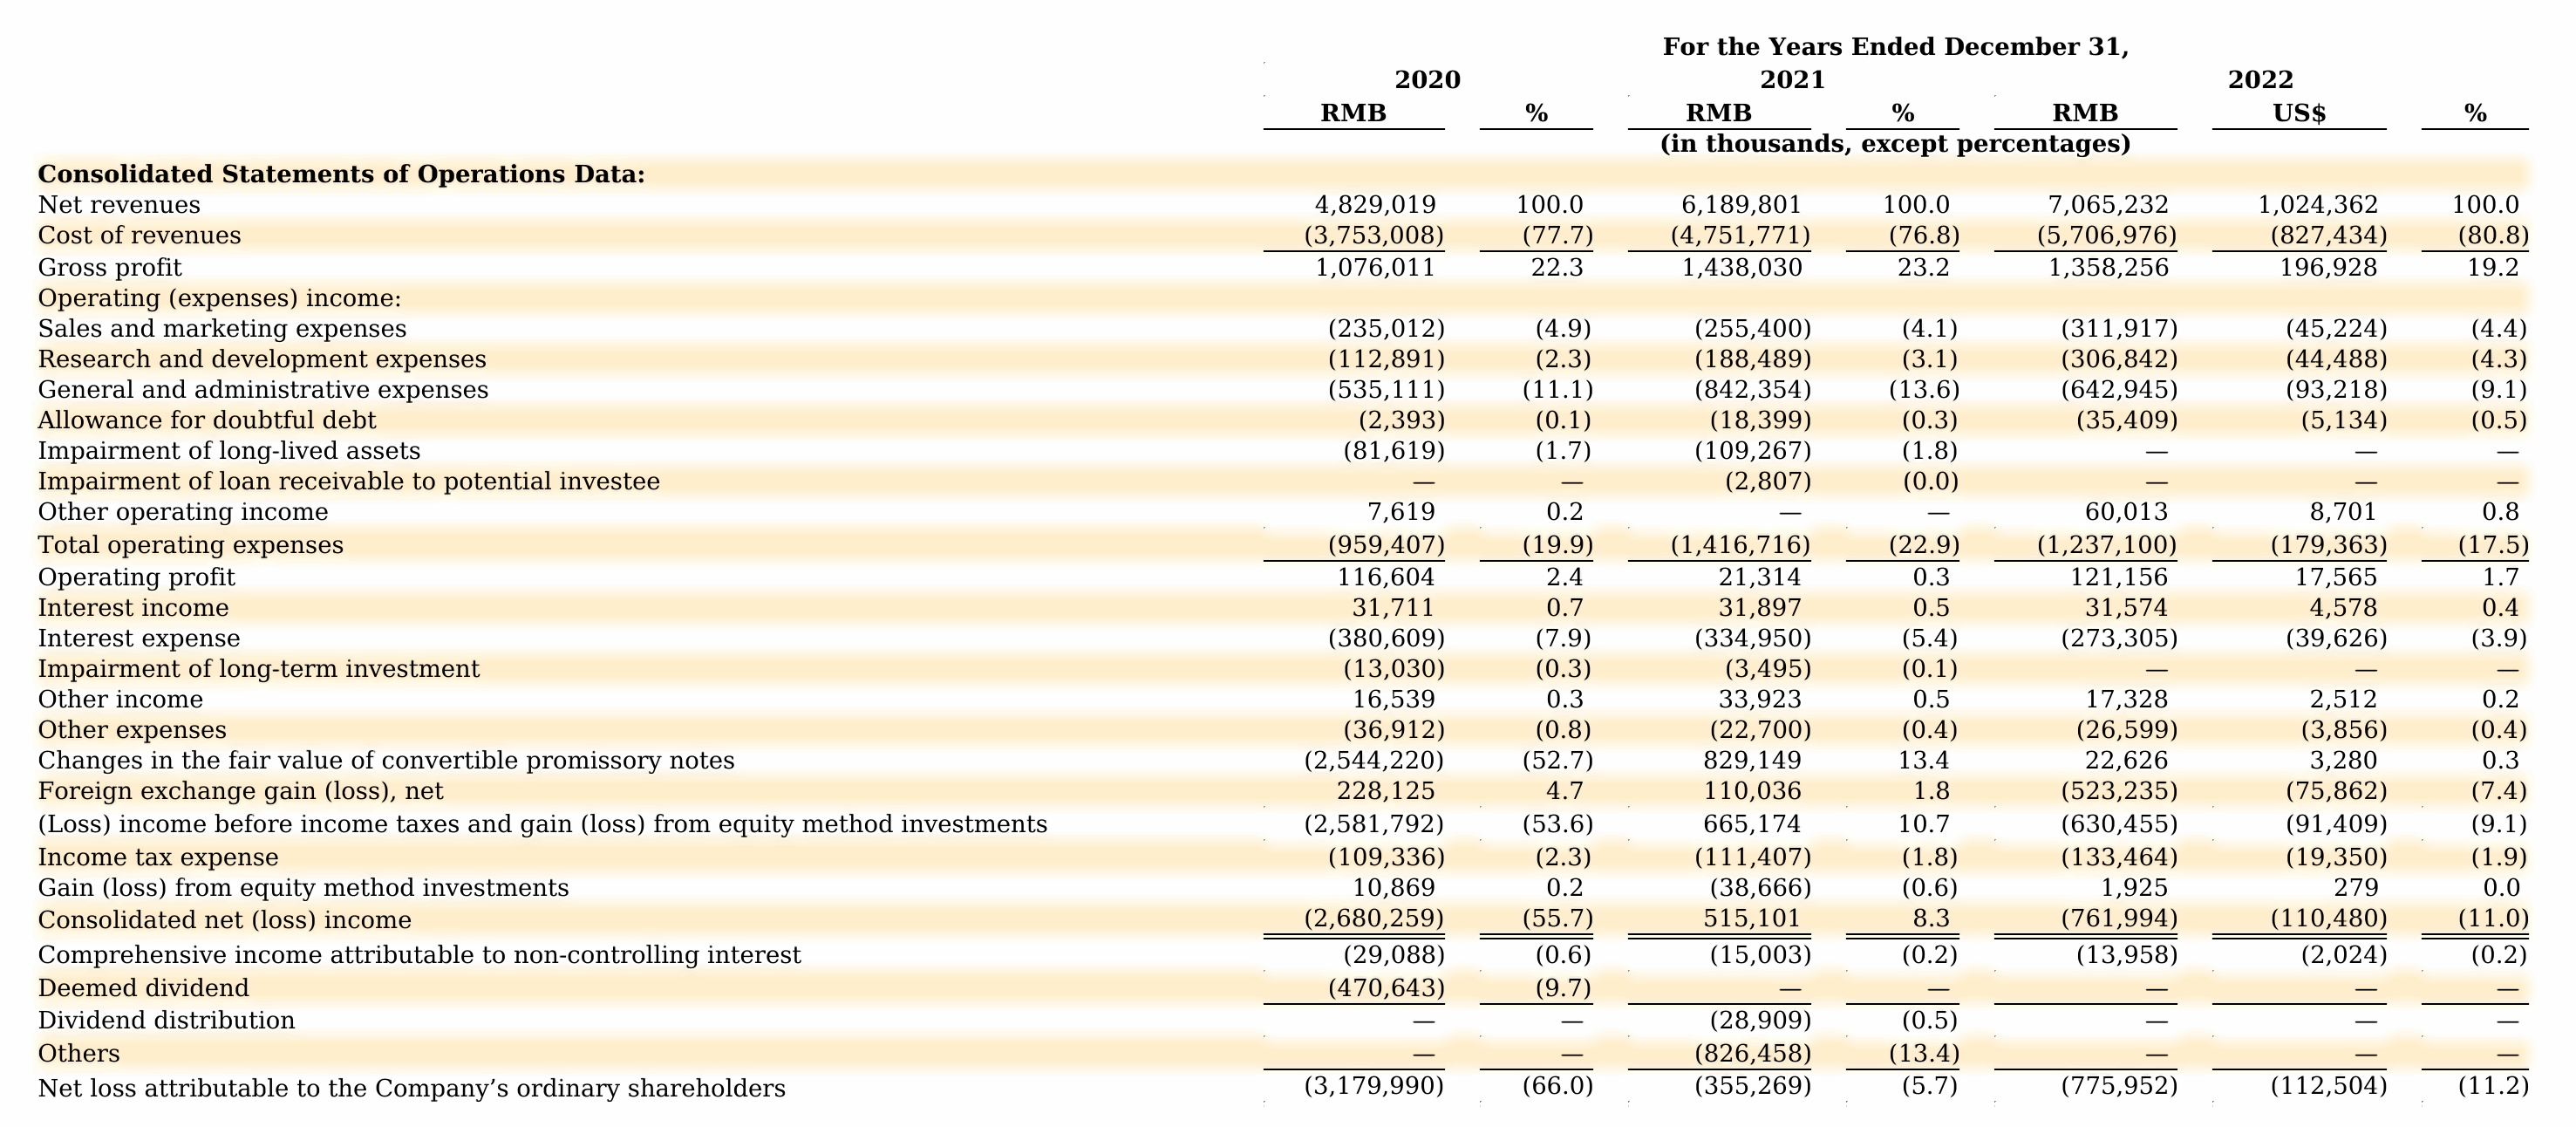 For the Years Ended December 31,
2020 2021 2022
RMB % RMB % RMB US$ %
(in thousands, except percentages)
Consolidated Statements of Operations Data:
Net revenues 4,829,019 100.0 6,189,801 100.0 7,065,232 1,024,362 100.0
Cost of revenues (3,753,008) (77.7) (4,751,771) (76.8) (5,706,976) (827,434) (80.8)
Gross profit 1,076,011 22.3 1,438,030 23.2 1,358,256 196,928 19.2
Operating (expenses) income:
Sales and marketing expenses (235,012) (4.9) (255,400) (4.1) (311,917) (45,224) (4.4)
Research and development expenses (112,891) (2.3) (188,489) (3.1) (306,842) (44,488) (4.3)
General and administrative expenses (535,111) (11.1) (842,354) (13.6) (642,945) (93,218) (9.1)
Allowance for doubtful debt (2,393) (0.1) (18,399) (0.3) (35,409) (5,134) (0.5)
Impairment of long-lived assets (81,619) (1.7) (109,267) (1.8) — — —
Impairment of loan receivable to potential investee — — (2,807) (0.0) — — —
Other operating income 7,619 0.2 — — 60,013 8,701 0.8
Total operating expenses (959,407) (19.9) (1,416,716) (22.9) (1,237,100) (179,363) (17.5)
Operating profit 116,604 2.4 21,314 0.3 121,156 17,565 1.7
Interest income 31,711 0.7 31,897 0.5 31,574 4,578 0.4
Interest expense (380,609) (7.9) (334,950) (5.4) (273,305) (39,626) (3.9)
Impairment of long-term investment (13,030) (0.3) (3,495) (0.1) — — —
Other income 16,539 0.3 33,923 0.5 17,328 2,512 0.2
Other expenses (36,912) (0.8) (22,700) (0.4) (26,599) (3,856) (0.4)
Changes in the fair value of convertible promissory notes (2,544,220) (52.7) 829,149 13.4 22,626 3,280 0.3
Foreign exchange gain (loss), net 228,125 4.7 110,036 1.8 (523,235) (75,862) (7.4)
(Loss) income before income taxes and gain (loss) from equity method investments (2,581,792) (53.6) 665,174 10.7 (630,455) (91,409) (9.1)
Income tax expense (109,336) (2.3) (111,407) (1.8) (133,464) (19,350) (1.9)
Gain (loss) from equity method investments 10,869 0.2 (38,666) (0.6) 1,925 279 0.0
Consolidated net (loss) income (2,680,259) (55.7) 515,101 8.3 (761,994) (110,480) (11.0)
Comprehensive income attributable to non-controlling interest (29,088) (0.6) (15,003) (0.2) (13,958) (2,024) (0.2)
Deemed dividend (470,643) (9.7) — — — — —
Dividend distribution — — (28,909) (0.5) — — —
Others — — (826,458) (13.4) — — —
Net loss attributable to the Company’s ordinary shareholders (3,179,990) (66.0) (355,269) (5.7) (775,952) (112,504) (11.2)